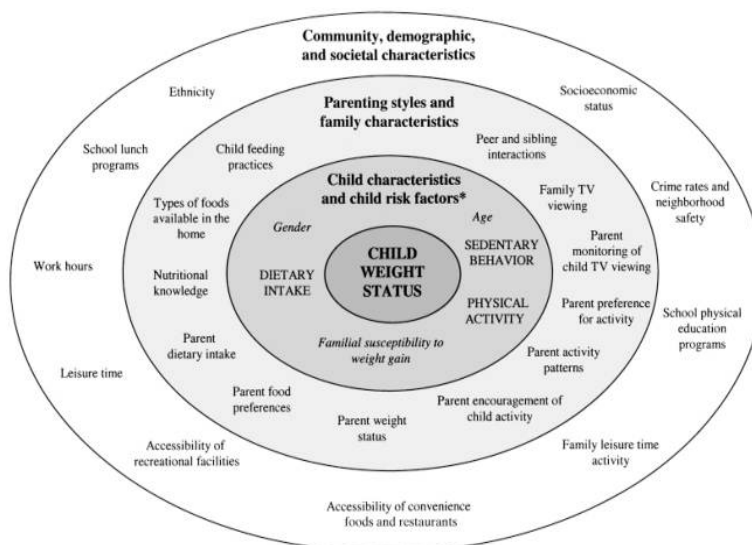 Community, demographic,
and societal characteristics
Ethnicity
Socioeconomic
status
Parenting styles and
family characteristics
School lunch
programs
Child feeding
practices
Peer and sibling
interactions
Child characteristics
and child risk factors*
Family TV
viewing
Crime rates and
neighborhood
safety
Types of foods
available in the
home
Gender
Age
Parent
monitoring of
child TV viewing
Work hours
Nutritional
knowledge
DIETARY
INTAKE
CHILD
WEIGHT
STATUS
SEDENTARY
BEHAVIOR
PHYSICAL
ACTIVITY
Parent preference
for activity
School physical
education
programs
Familial susceptibility to
weight gain
Parent
dietary intake
Parent activity
patterns
Leisure time
Parent food
preferences
Parent weight
status
Parent encouragement of
child activity
Accessibility of
recreational facilities
Family leisure time
activity
Accessibility of convenience
foods and restaurants